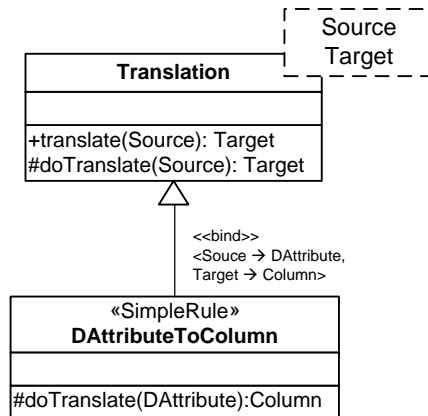 Source
Target
Translation
+translate(Source): Target
#doTranslate(Source): Target
<<bind>>
<Souce → DAttribute,
Target → Column>
«SimpleRule»
DAttributeToColumn
#doTranslate(DAttribute):Column